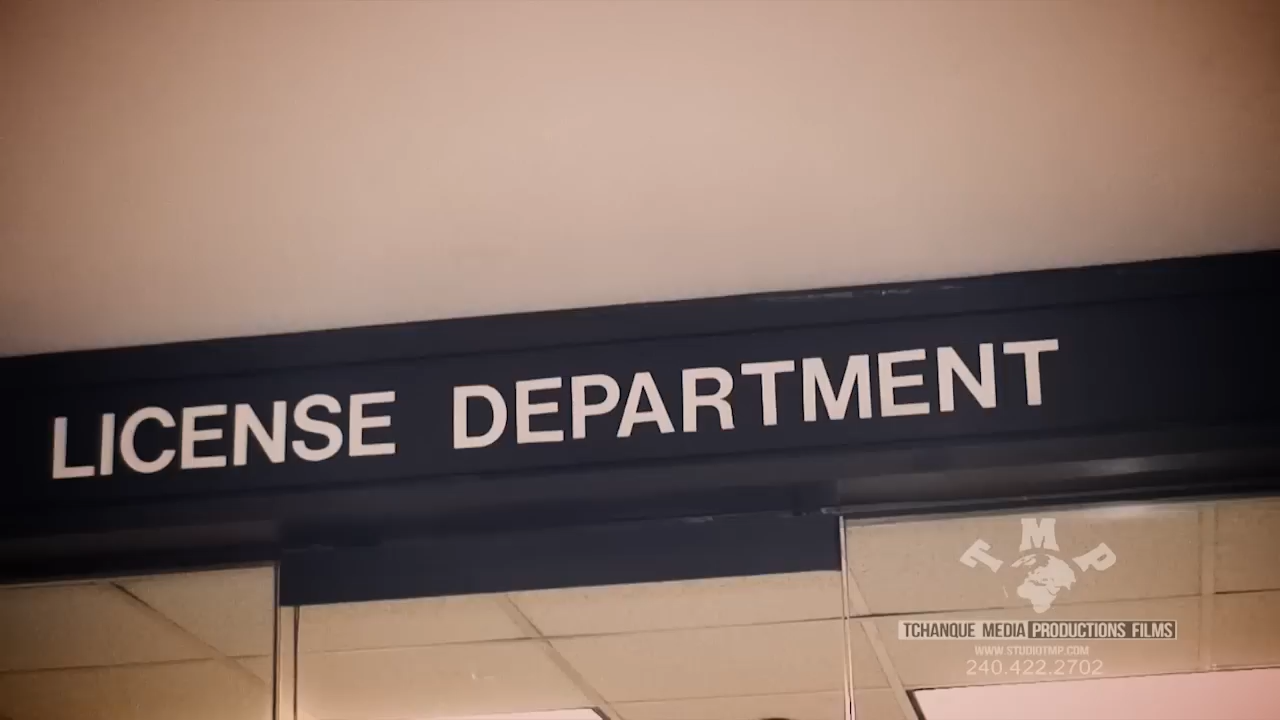 LICENSE DEPARTMENT
TMP
TCHANQUE MEDIA PRODUCTIONS FILMS
WWW.STUDIOTMP.COM
240.422.2702